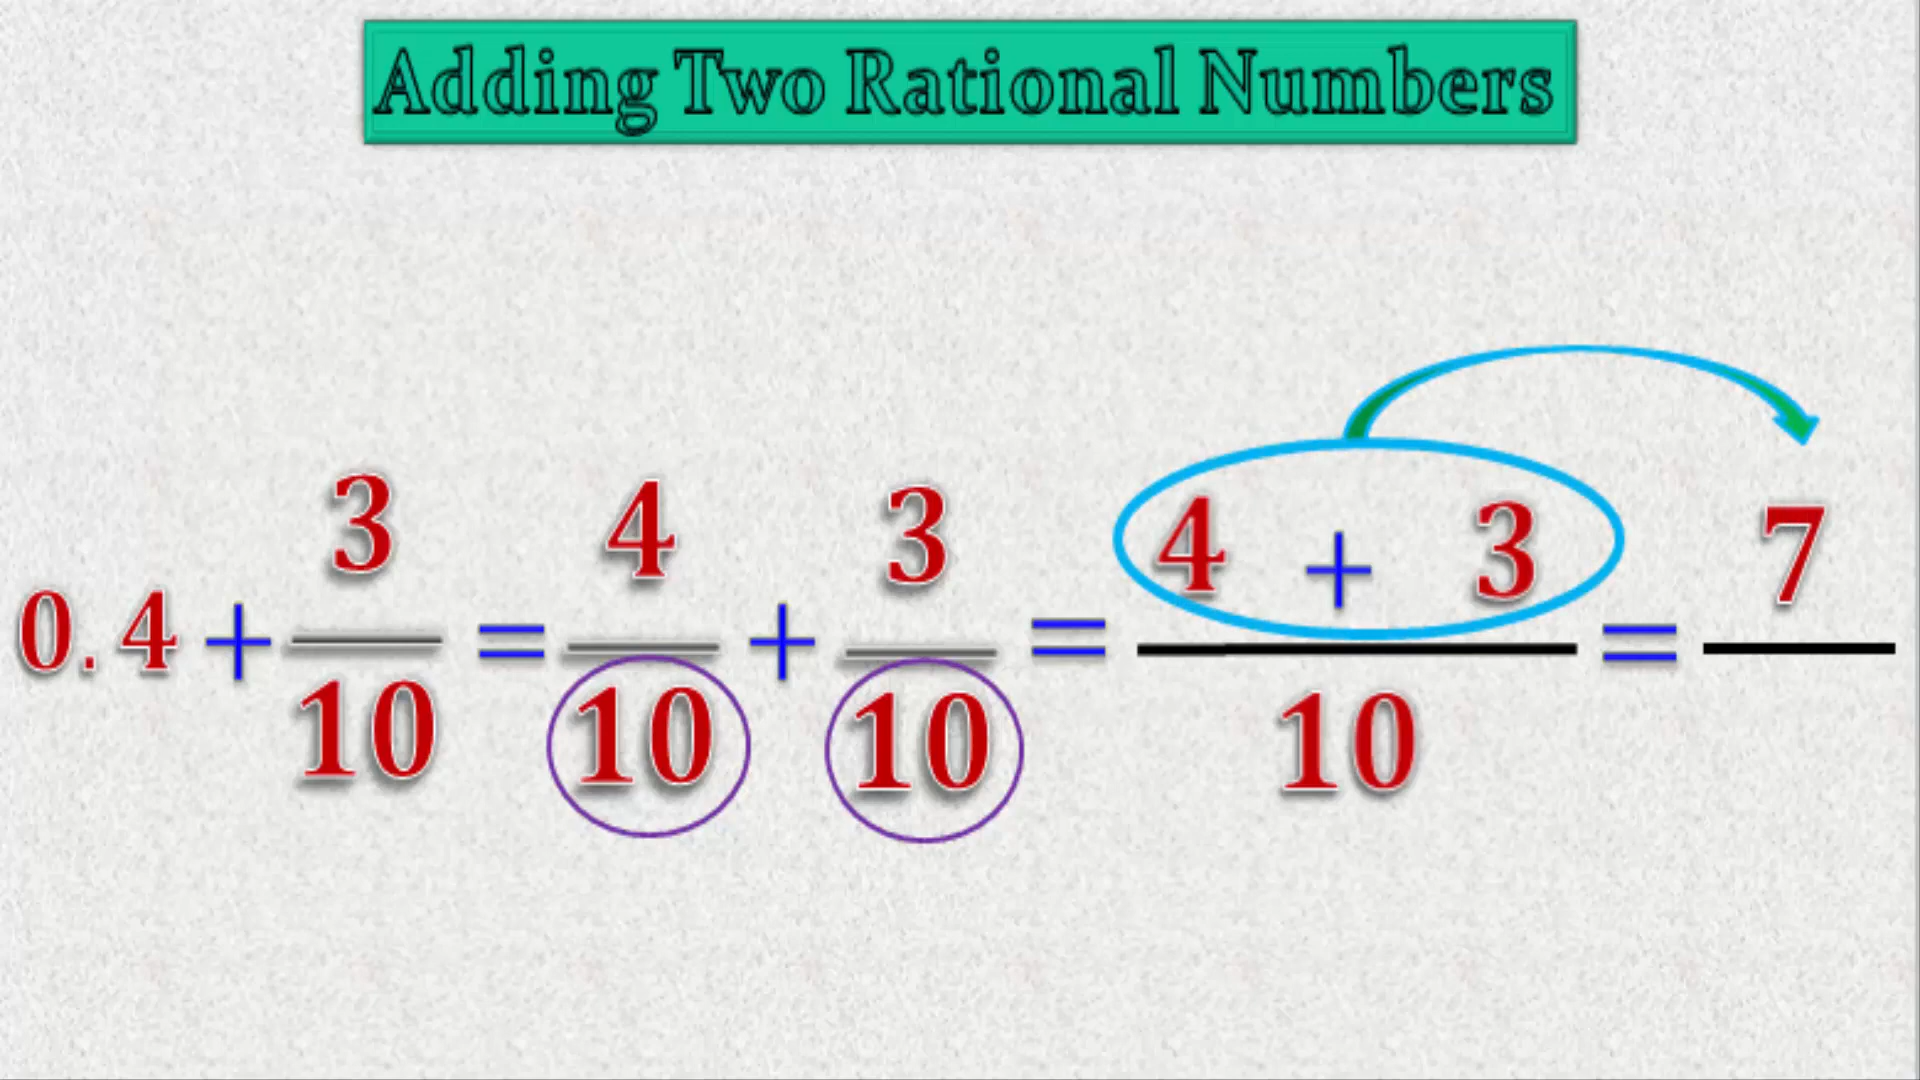 Adding Two Rational Numbers
0.4 + 3/10 = 4/10 + 3/10 = 4 + 3/10 = 7/